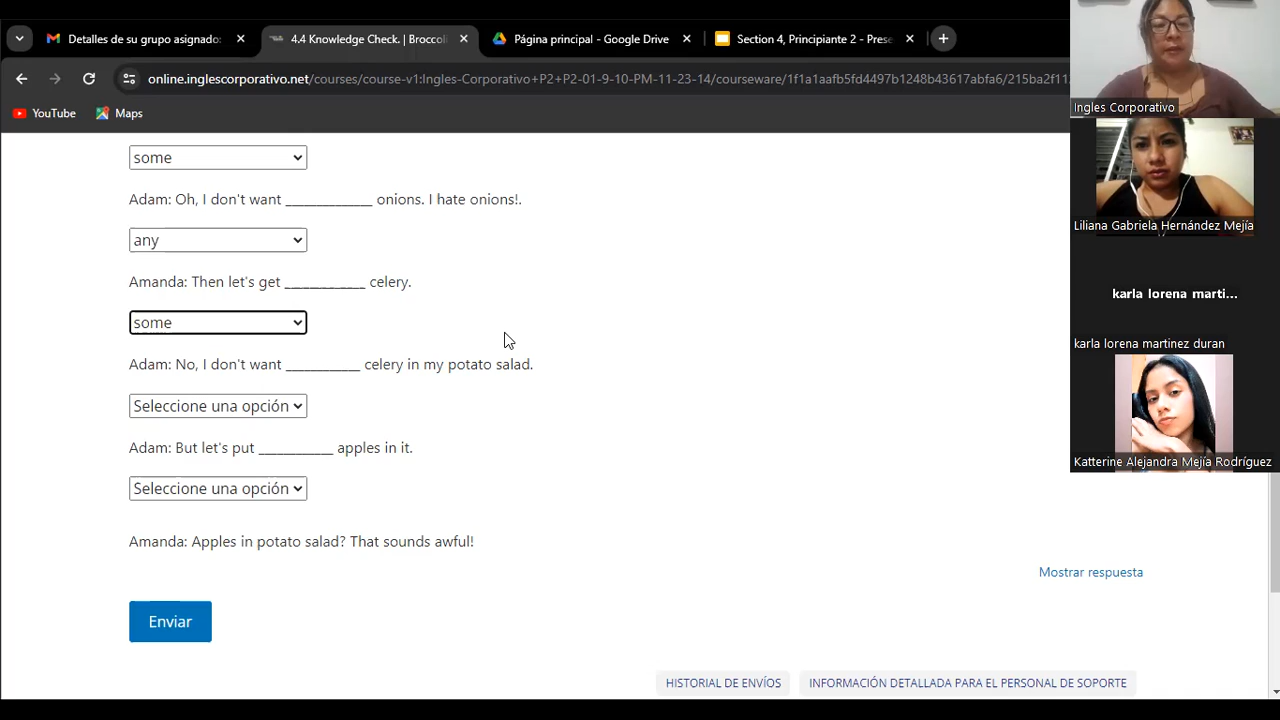 Detalles de su grupo asignado:
4.4 Knowledge Check. | Broccoli
Página principal - Google Drive
Section 4, Principiante 2 - Prese
online.inglescorporativo.net/courses/course-v1:Ingles-Corporativo+P2+P2-01-9-10-PM-11-23-14/courseware/1f1a1aafb5fd4497b1248b43617abfa6/215ba2f11
YouTube
Maps
some
Adam: Oh, I don't want ______________ onions. I hate onions!.
any
Amanda: Then let's get _____________ celery.
some
Adam: No, I don't want ____________ celery in my potato salad.
Seleccione una opción
Adam: But let's put ____________ apples in it.
Seleccione una opción
Amanda: Apples in potato salad? That sounds awful!
Mostrar respuesta
Enviar
HISTORIAL DE ENVÍOS
INFORMACIÓN DETALLADA PARA EL PERSONAL DE SOPORTE
Ingles Corporativo
Liliana Gabriela Hernández Mejía
karla lorena marti...
karla lorena martinez duran
Katterine Alejandra Mejía Rodríguez